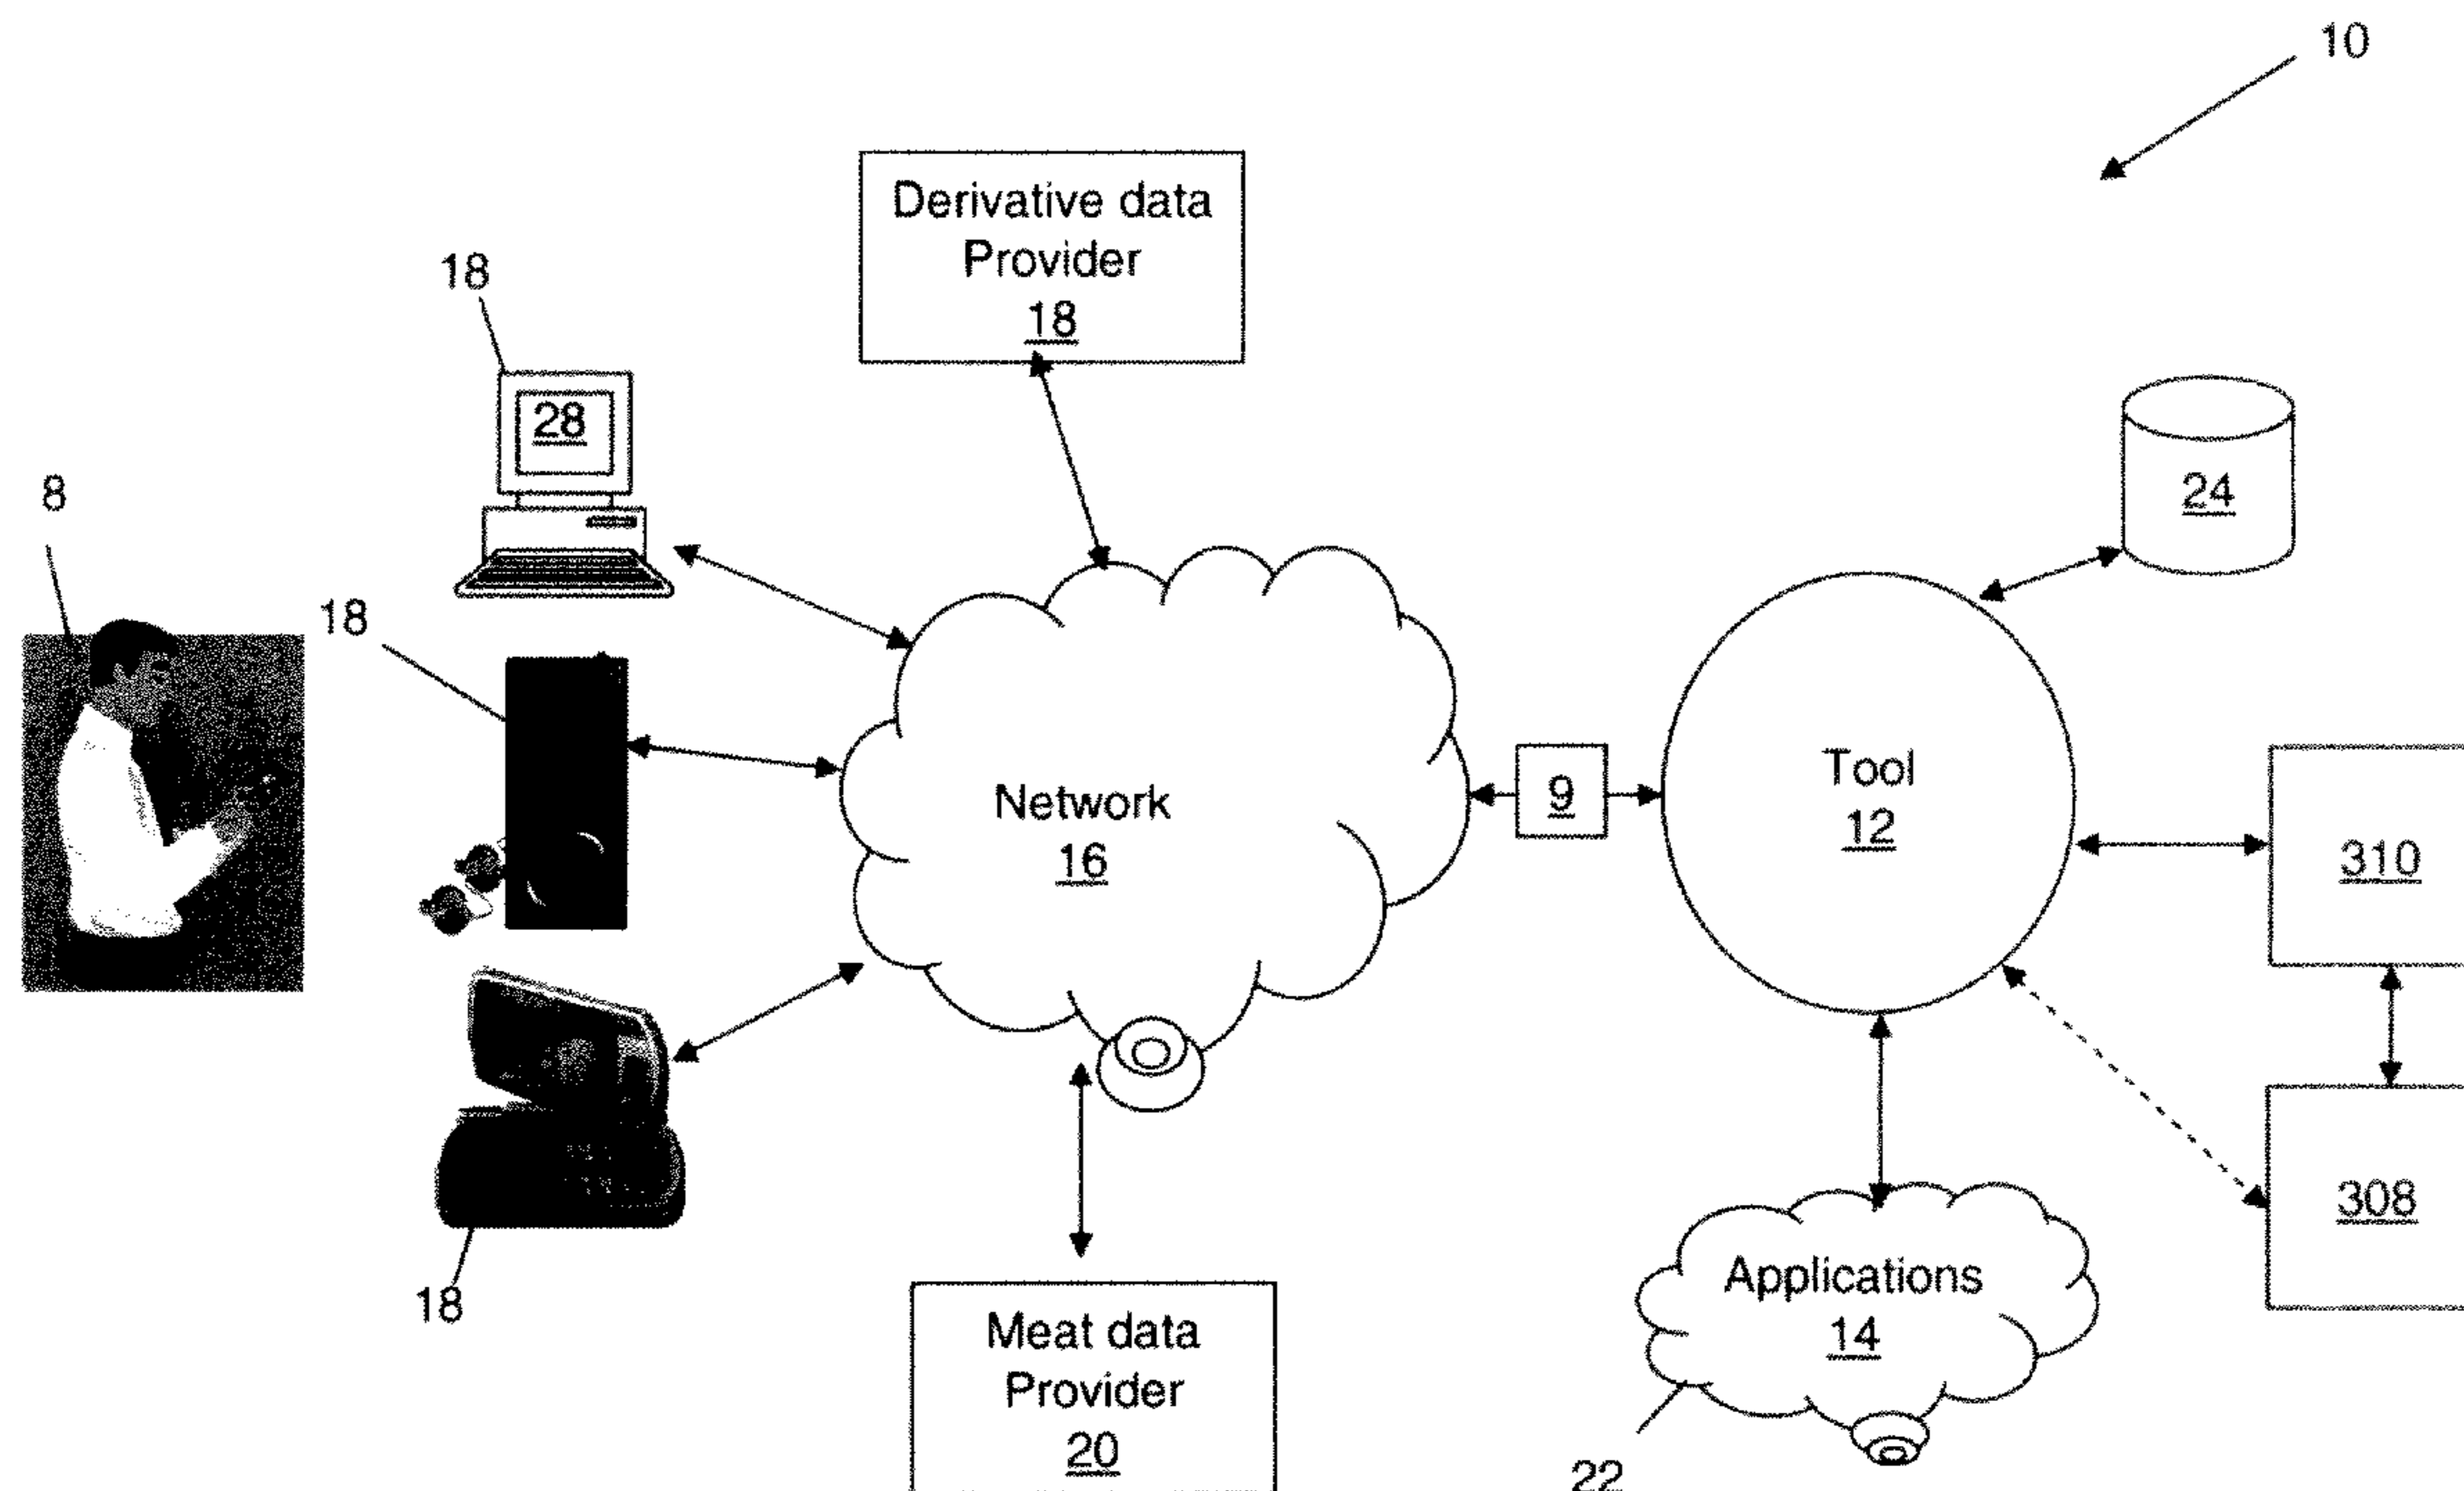 10
Derivative data
Provider
18
18
28
24
8
18
Network
16
9
Tool
12
310
308
Applications
14
18
Meat data
Provider
20
22